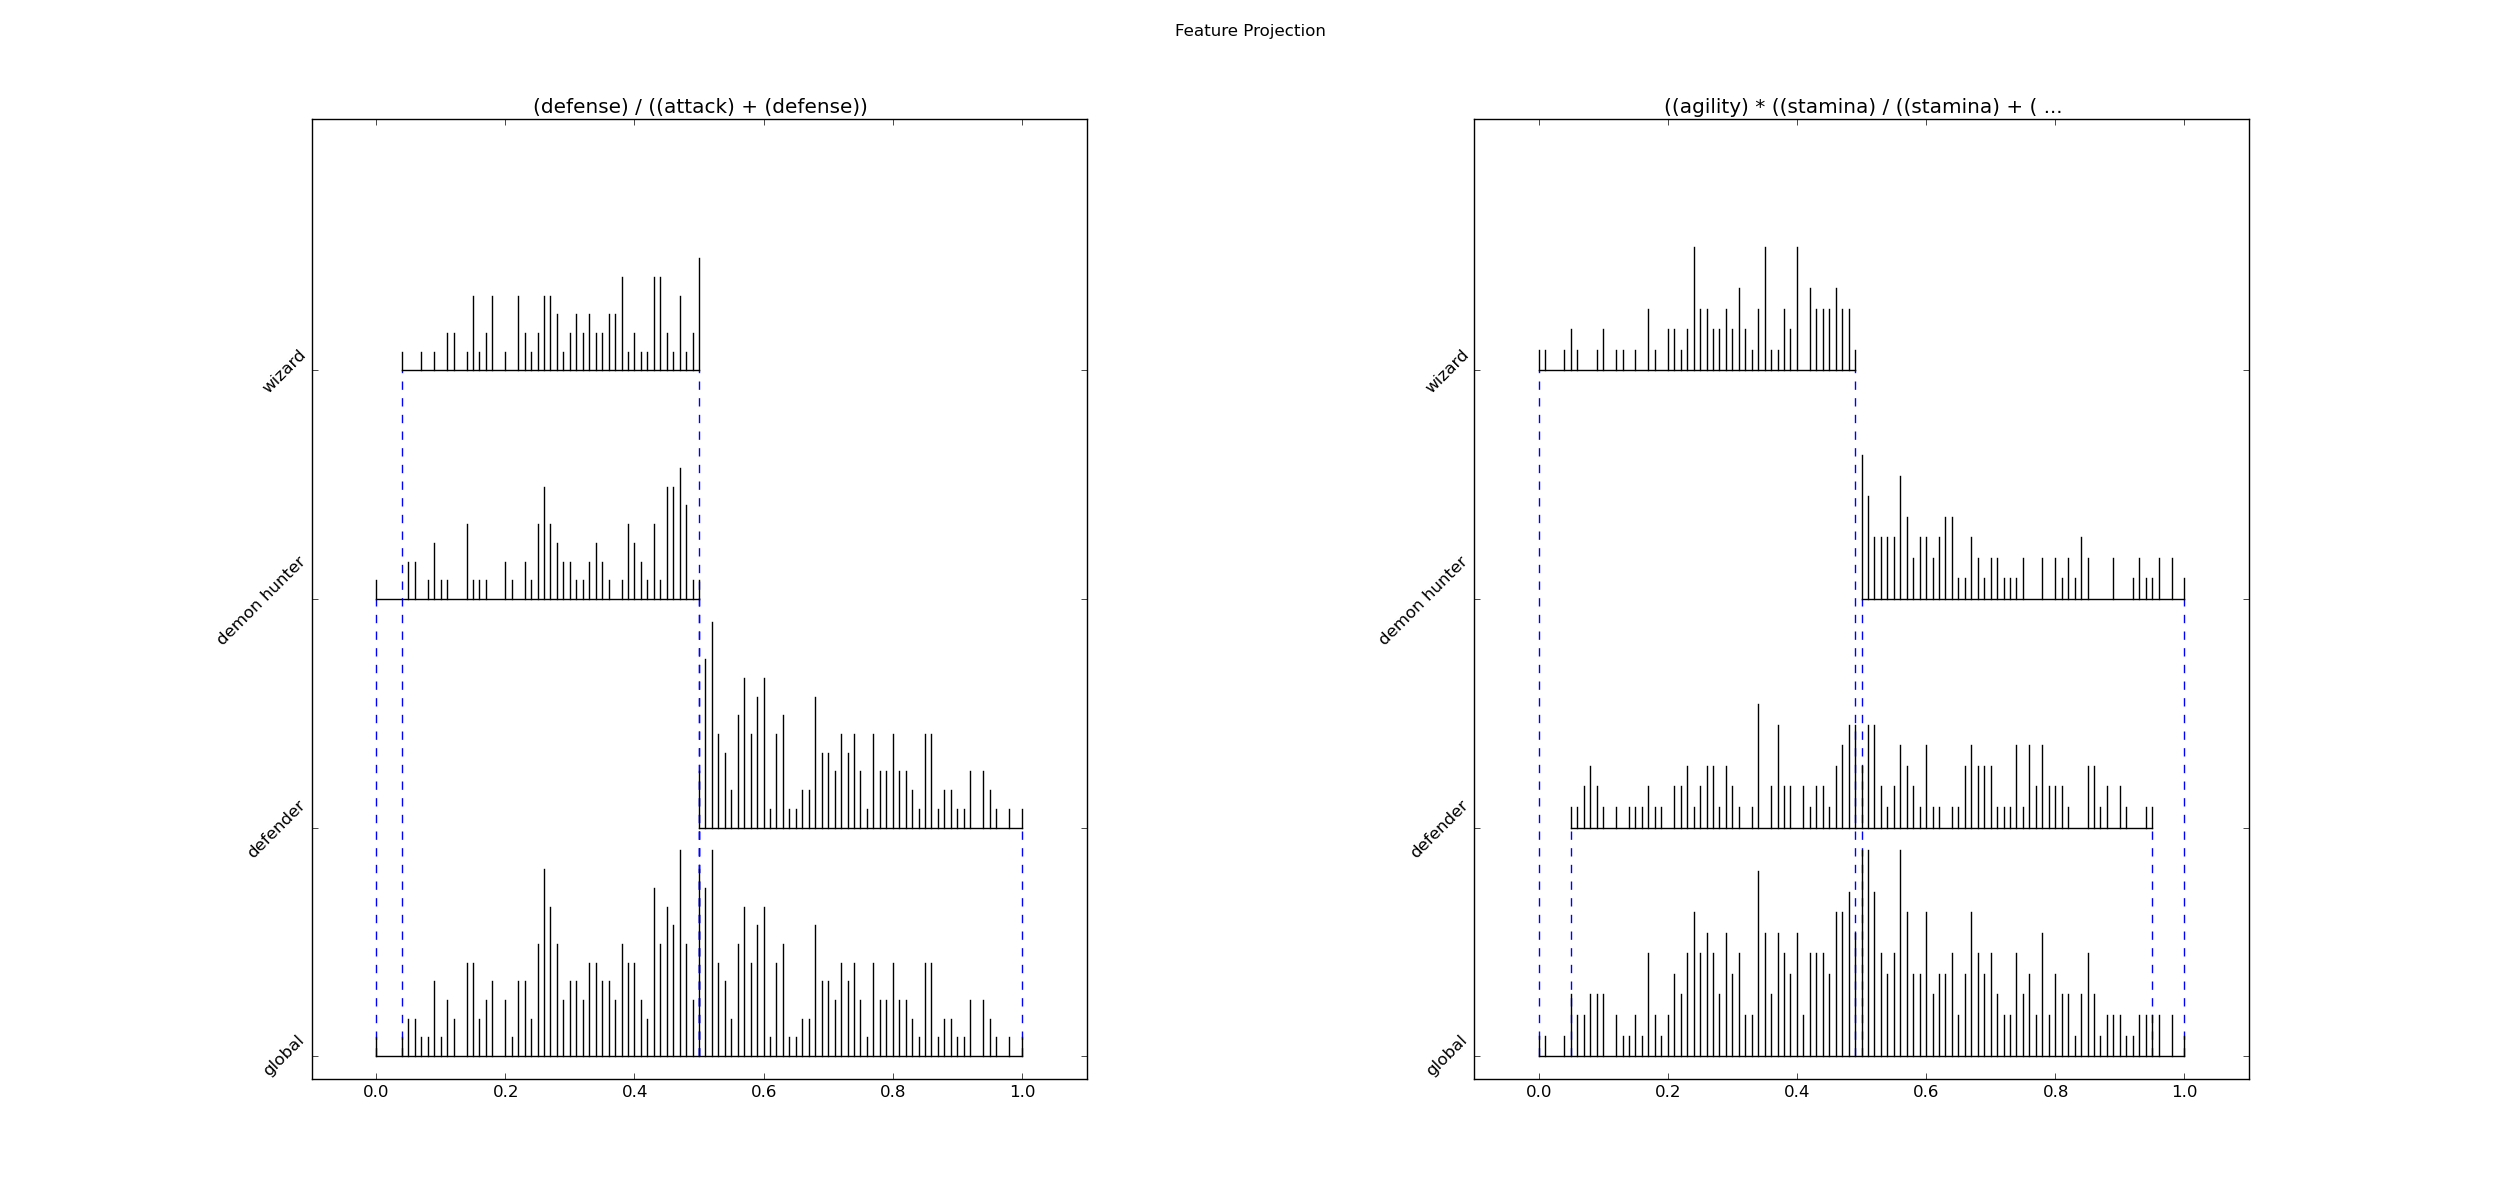 Feature Projection
(defense) / ((attack) + (defense))
wizard
demon hunter
defender
global
0.0 0.2 0.4 0.6 0.8 1.0
((agility) * ((stamina) / ((stamina) + ( ...
wizard
demon hunter
defender
global
0.0 0.2 0.4 0.6 0.8 1.0